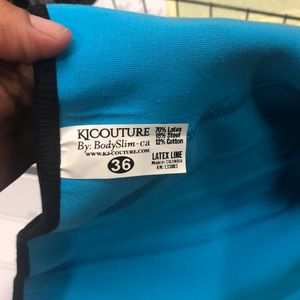 KJCOUTURE
By: BodySlim-ca
WWW.KJ-COUTURE.COM
36
70% Latex
18% Steel
12% Cotton
LATEX LINE
Made in COLOMBIA